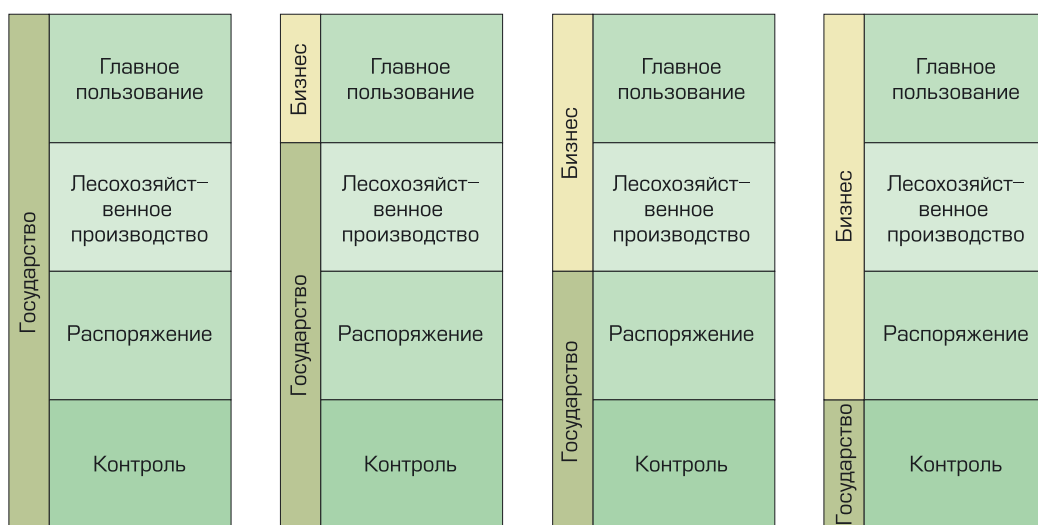 Государство
Главное
пользование
Лесохозяйст–
венное
производство
Распоряжение
Контроль
Бизнес
Государство
Главное
пользование
Лесохозяйст–
венное
производство
Распоряжение
Контроль
Бизнес
Государство
Главное
пользование
Лесохозяйст–
венное
производство
Распоряжение
Контроль
Бизнес
Государство
Главное
пользование
Лесохозяйст–
венное
производство
Распоряжение
Контроль